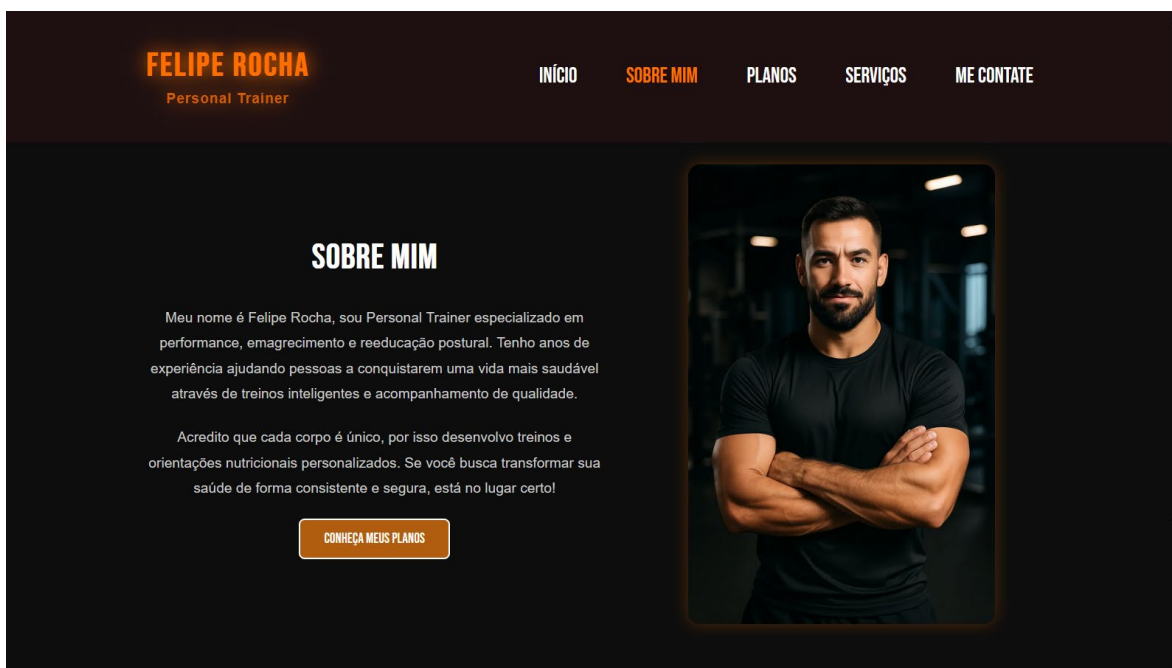 FELIPE ROCHA
Personal Trainer
INÍCIO
SOBRE MIM
PLANOS
SERVIÇOS
ME CONTATE
SOBRE MIM
Meu nome é Felipe Rocha, sou Personal Trainer especializado em
performance, emagrecimento e reeducação postural. Tenho anos de
experiência ajudando pessoas a conquistarem uma vida mais saudável
através de treinos inteligentes e acompanhamento de qualidade.
Acredito que cada corpo é único, por isso desenvolvo treinos e
orientações nutricionais personalizados. Se você busca transformar sua
saúde de forma consistente e segura, está no lugar certo!
CONHEÇA MEUS PLANOS